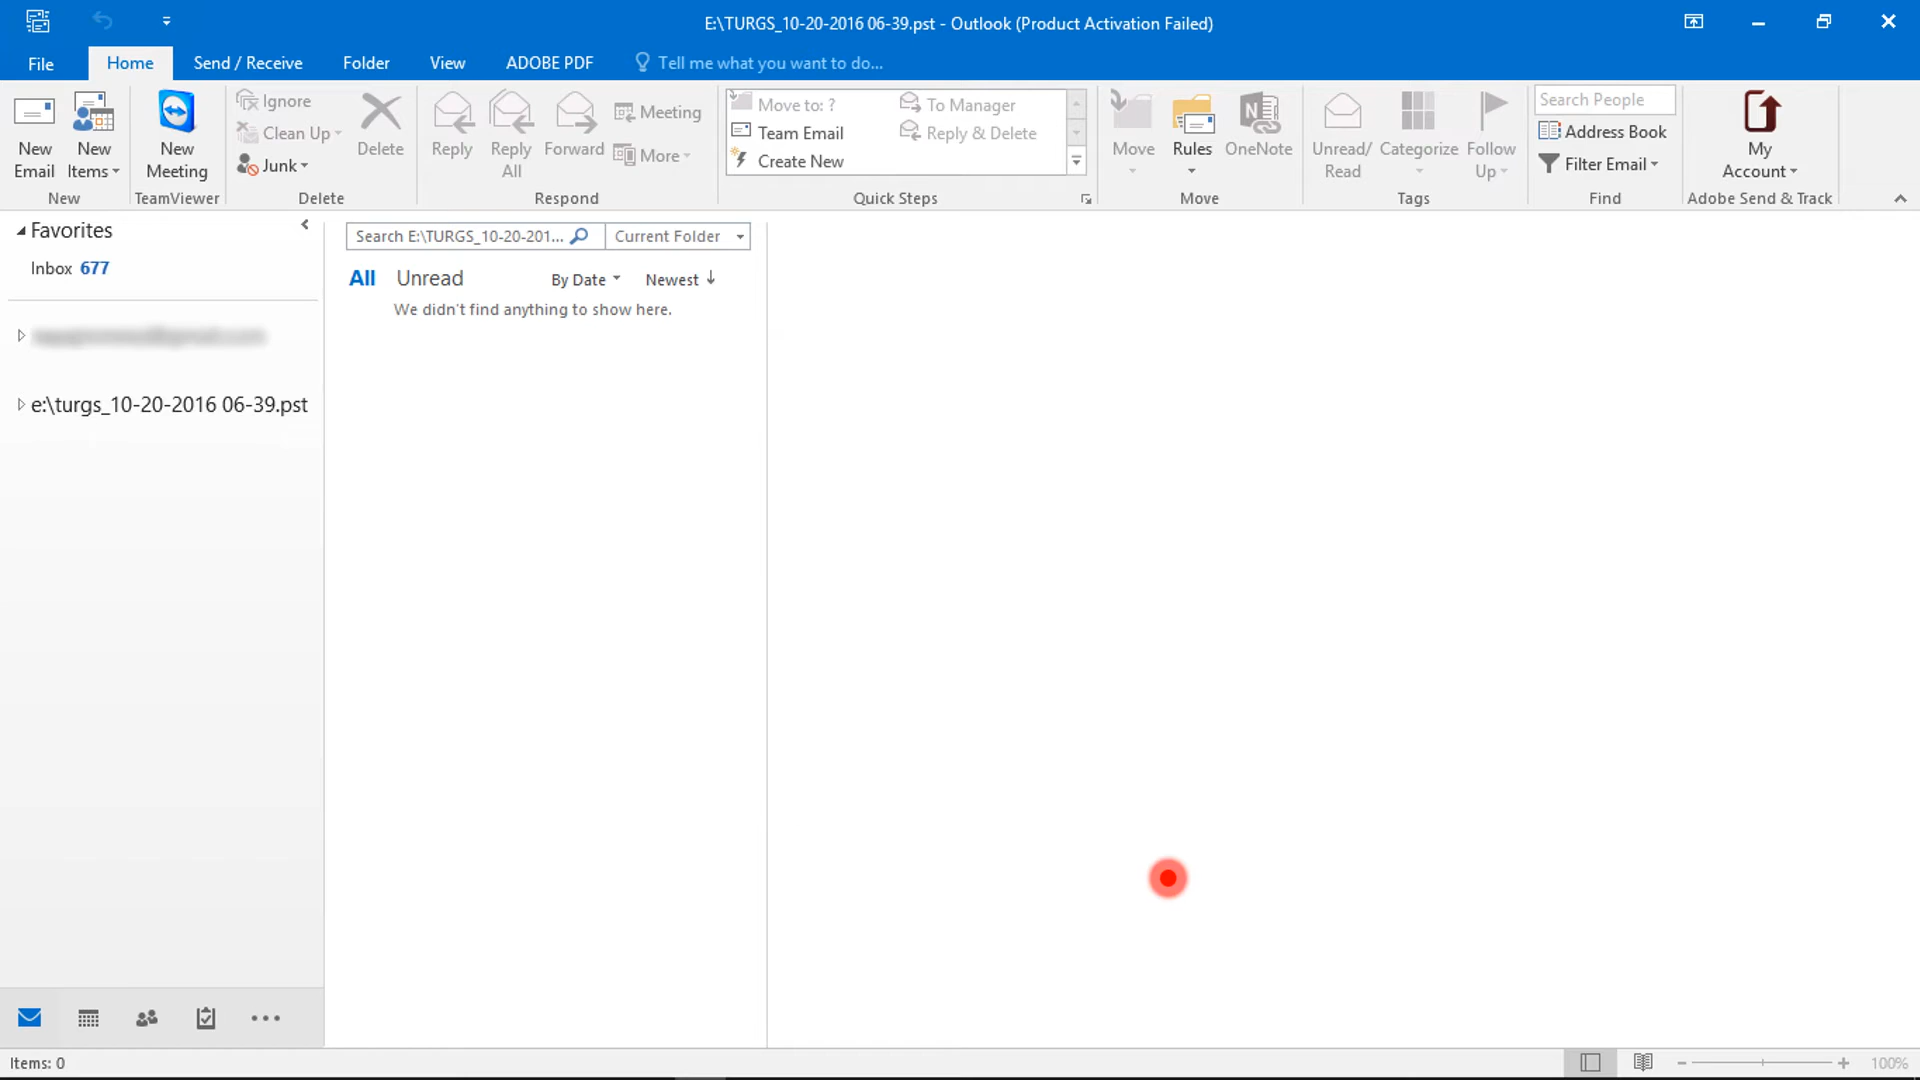 E:\TURGS_10-20-2016 06-39.pst - Outlook (Product Activation Failed)
File Home Send / Receive Folder View ADOBE PDF Tell me what you want to do...
New Email
New Items
New
New Meeting
TeamViewer
Ignore
Clean Up
Junk
Delete
Delete
Reply
Reply All
Forward
Meeting
More
Respond
Move to: ?
Team Email
Create New
To Manager
Reply & Delete
Quick Steps
Move
Rules
OneNote
Move
Unread/ Read
Categorize
Follow Up
Tags
Search People
Address Book
Filter Email
Find
My Account
Adobe Send & Track
Favorites
Inbox 677
e:\turgs_10-20-2016 06-39.pst
Search E:\TURGS_10-20-201... Current Folder
All Unread By Date Newest
We didn't find anything to show here.
Items: 0
100%